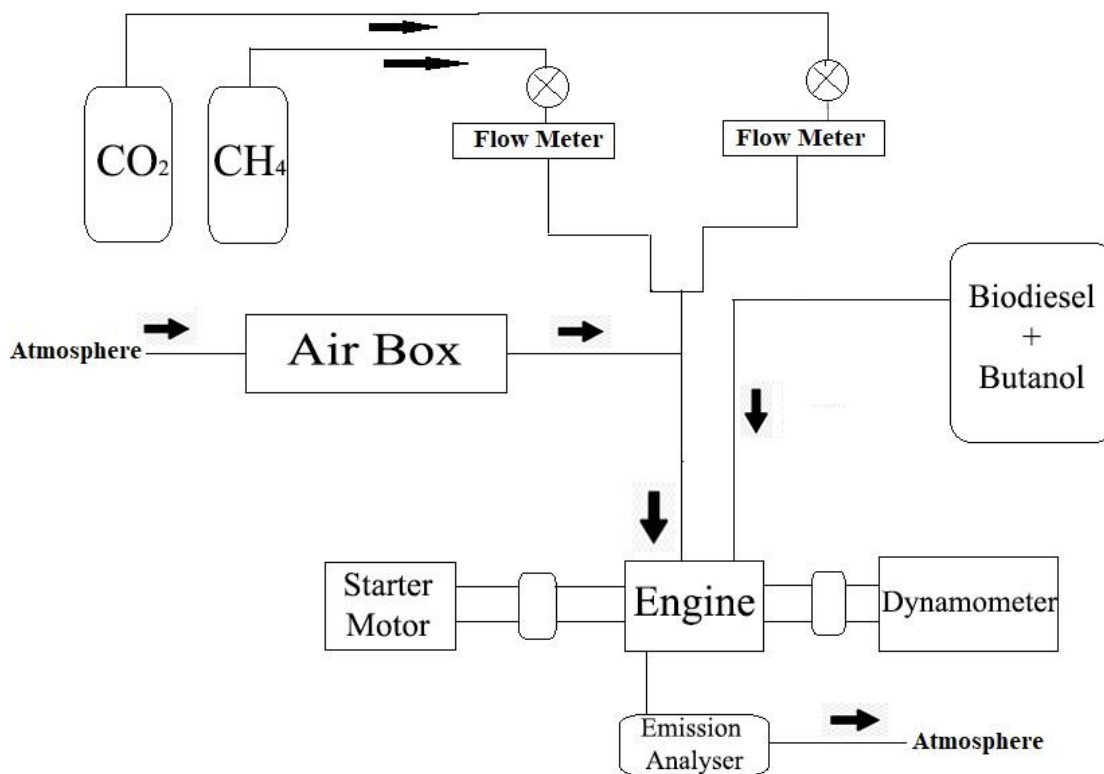 CO₂
CH₄
Flow Meter
Flow Meter
Biodiesel
+
Butanol
Atmosphere
Air Box
Starter
Motor
Engine
Dynamometer
Emission
Analyser
Atmosphere